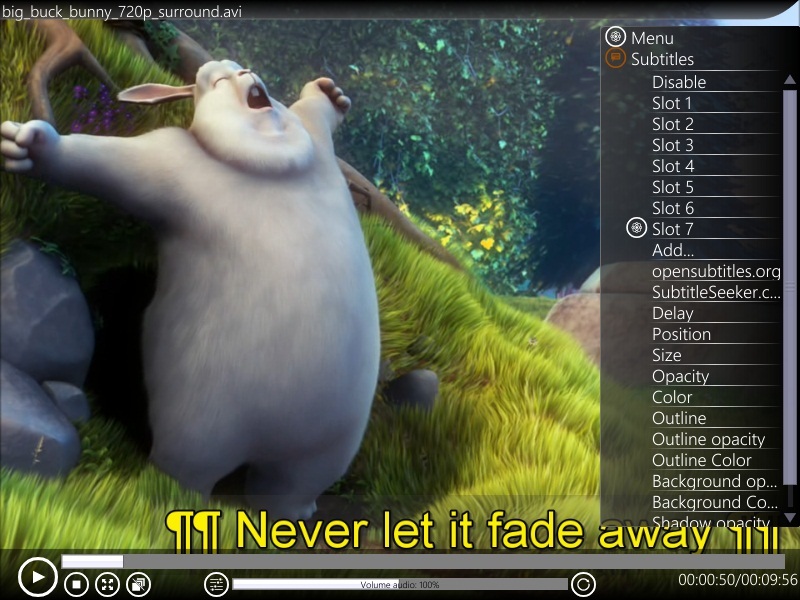 big_buck_bunny_720p_surround.avi
Menu
Subtitles
Disable
Slot 1
Slot 2
Slot 3
Slot 4
Slot 5
Slot 6
Slot 7
Add...
opensubtitles.org
SubtitleSeeker.c...
Delay
Position
Size
Opacity
Color
Outline
Outline opacity
Outline Color
Background op...
Background Co...
Shadow opacity
¶¶ Never let it fade away ¶¶
Volume audio: 100%
00:00:50/00:09:56